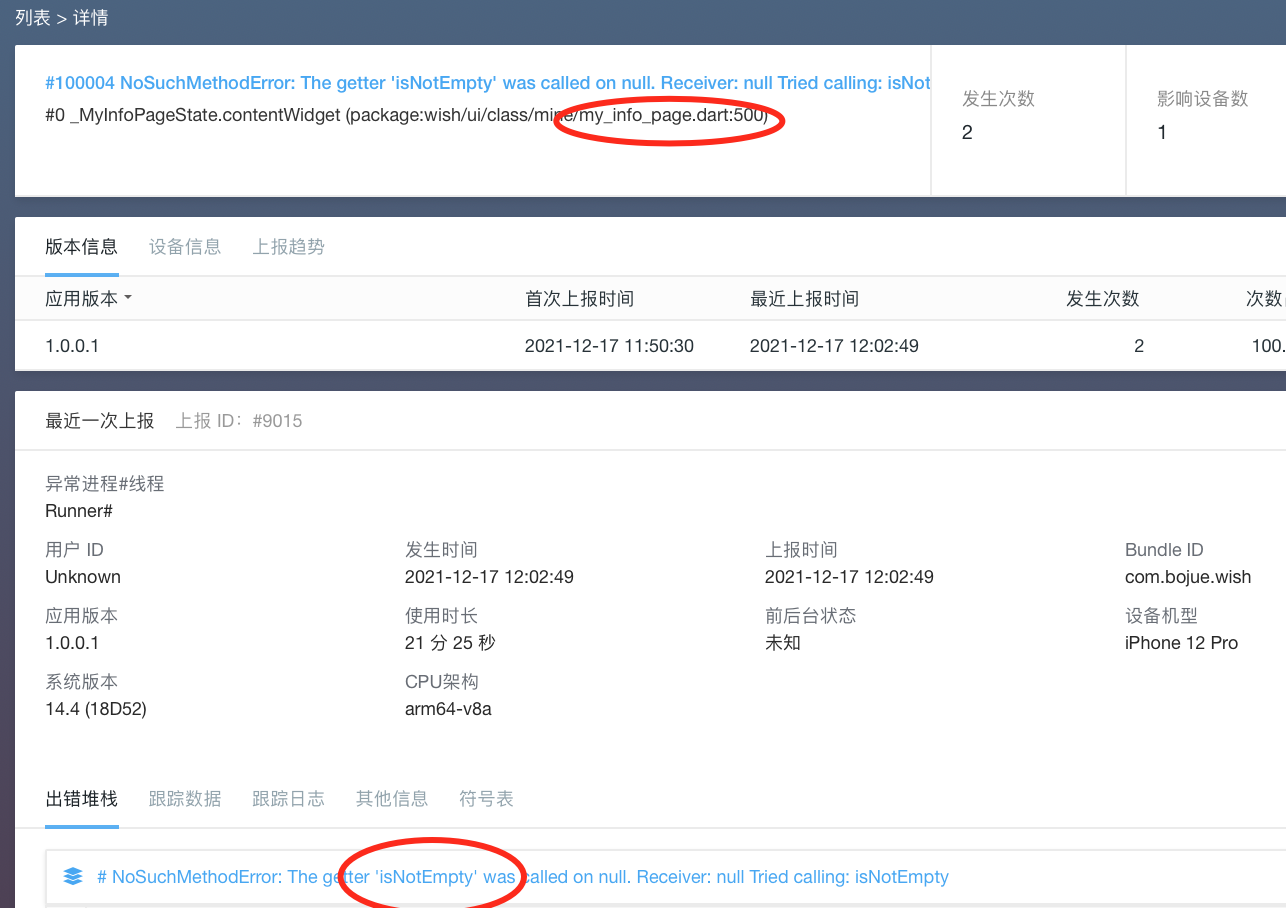 列表 > 详情
#100004 NoSuchMethodError: The getter 'isNotEmpty' was called on null. Receiver: null Tried calling: isNot
#0 _MyInfoPageState.contentWidget (package:wish/ui/class/mine/my_info_page.dart:500)
发生次数
2
影响设备数
1
版本信息 设备信息 上报趋势
应用版本 首次上报时间 最近上报时间 发生次数 次数
1.0.0.1 2021-12-17 11:50:30 2021-12-17 12:02:49 2 100.
最近一次上报 上报 ID: #9015
异常进程#线程
Runner#
用户 ID 发生时间 上报时间 Bundle ID
Unknown 2021-12-17 12:02:49 2021-12-17 12:02:49 com.bojue.wish
应用版本 使用时长 前后台状态 设备机型
1.0.0.1 21 分 25 秒 未知 iPhone 12 Pro
系统版本 CPU架构
14.4 (18D52) arm64-v8a
出错堆栈 跟踪数据 跟踪日志 其他信息 符号表
# NoSuchMethodError: The getter 'isNotEmpty' was called on null. Receiver: null Tried calling: isNotEmpty